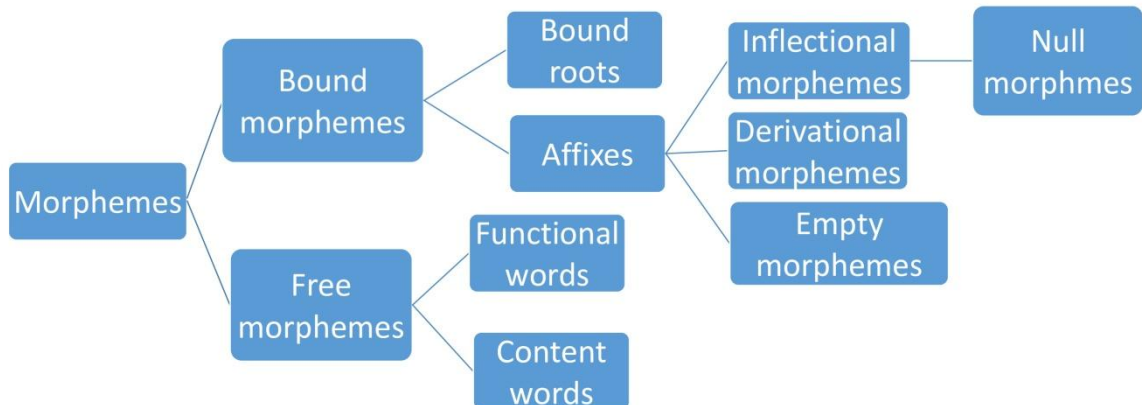 Morphemes
Bound
morphemes
Free
morphemes
Bound
roots
Affixes
Functional
words
Content
words
Inflectional
morphemes
Derivational
morphemes
Empty
morphemes
Null
morphmes